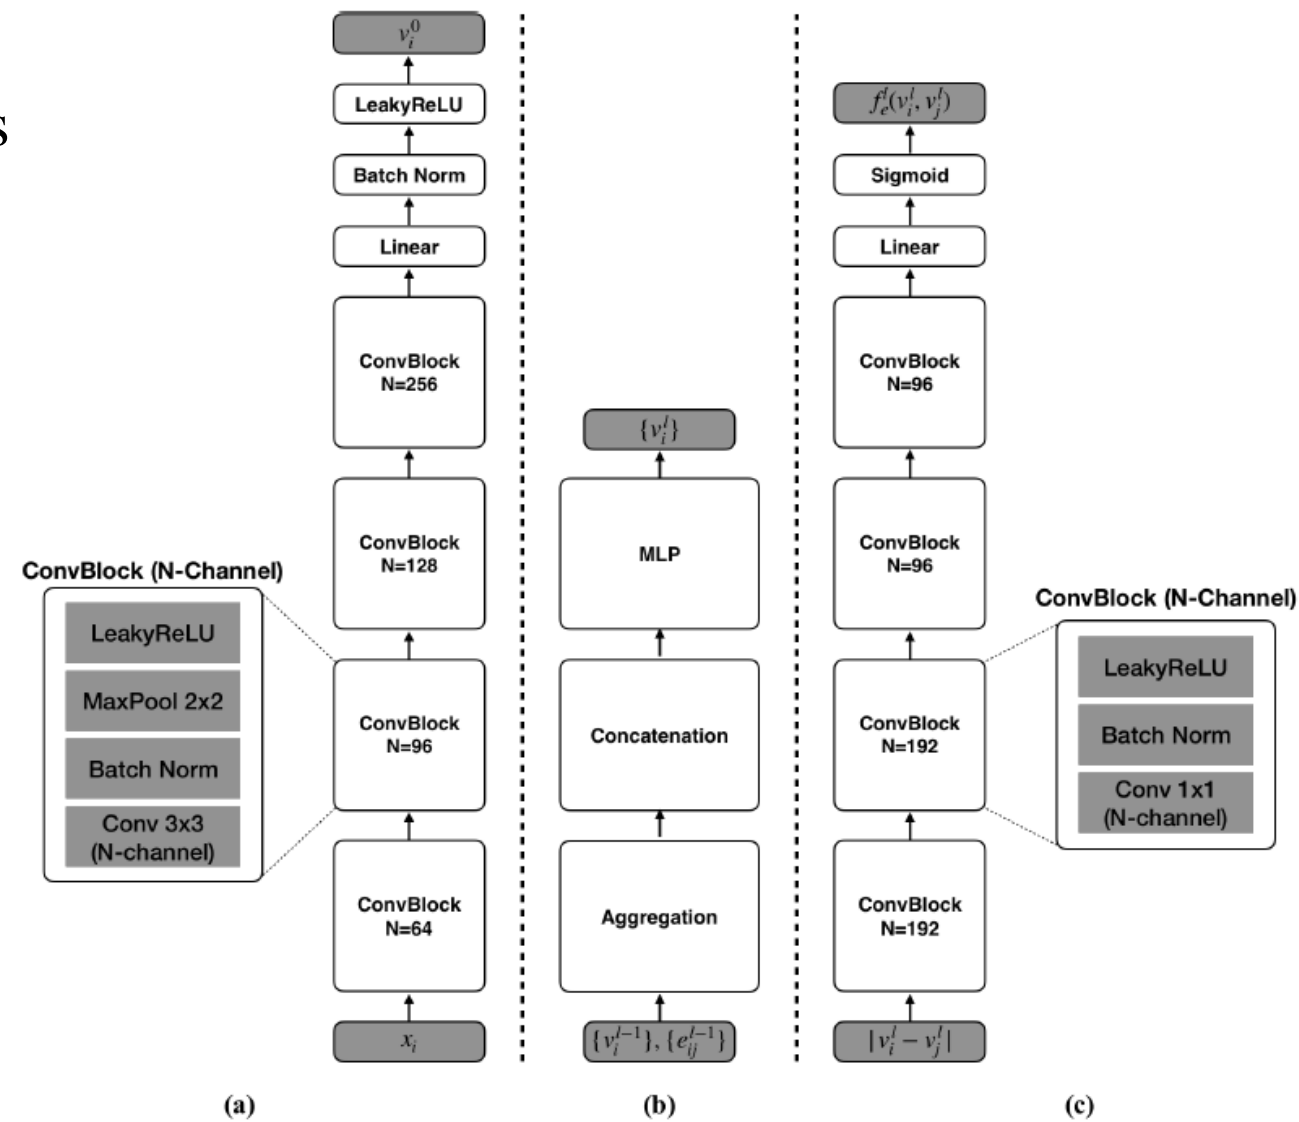 s
v_i^0
LeakyReLU
Batch Norm
Linear
ConvBlock
N=256
ConvBlock
N=128
ConvBlock
N=96
ConvBlock
N=64
x_i
ConvBlock (N-Channel)
LeakyReLU
MaxPool 2x2
Batch Norm
Conv 3x3
(N-channel)
(a)
{v_i^l}
MLP
Concatenation
Aggregation
{v_i^{l-1}}, {e_{ij}^{l-1}}
(b)
f_e^l(v_i^l, v_j^l)
Sigmoid
Linear
ConvBlock
N=96
ConvBlock
N=96
ConvBlock
N=192
ConvBlock
N=192
|v_i^l − v_j^l|
ConvBlock (N-Channel)
LeakyReLU
Batch Norm
Conv 1x1
(N-channel)
(c)